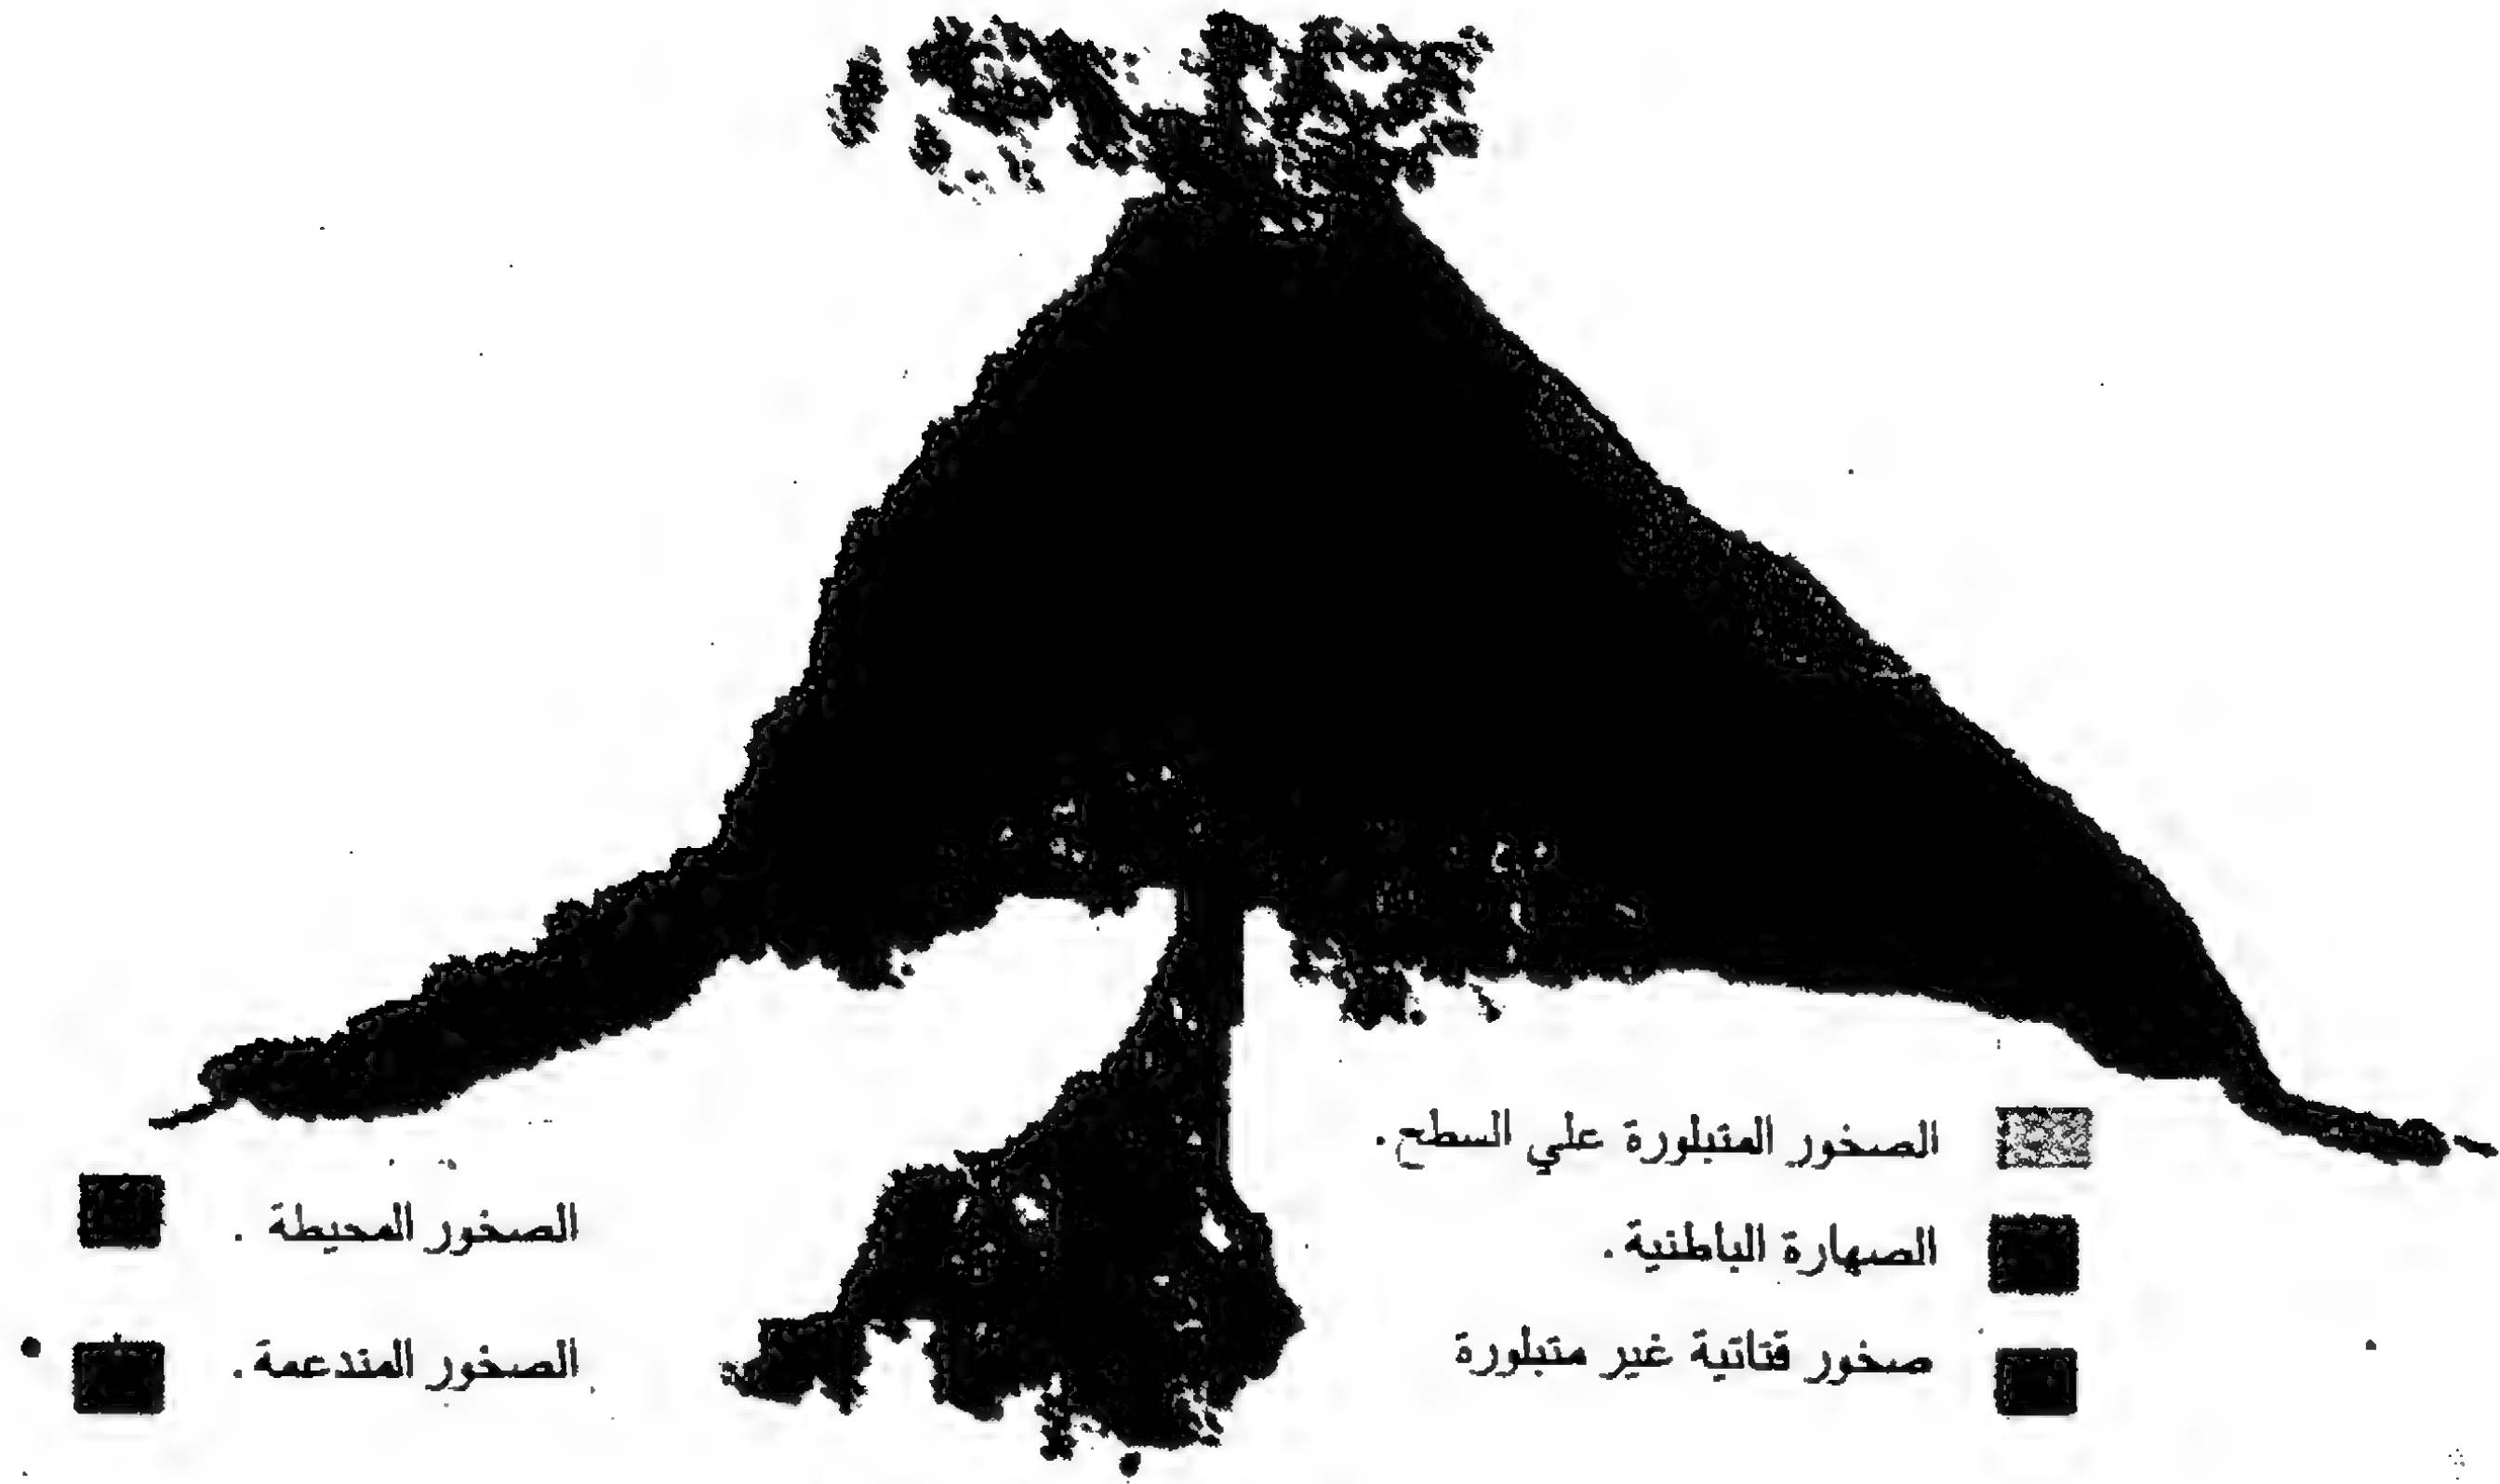 الصخور المتبلورة علي السطح.
الصهارة الباطنية .
صخور فتاتية غير متبلورة
الصخور المحيطة .
الصخور المندعمة .